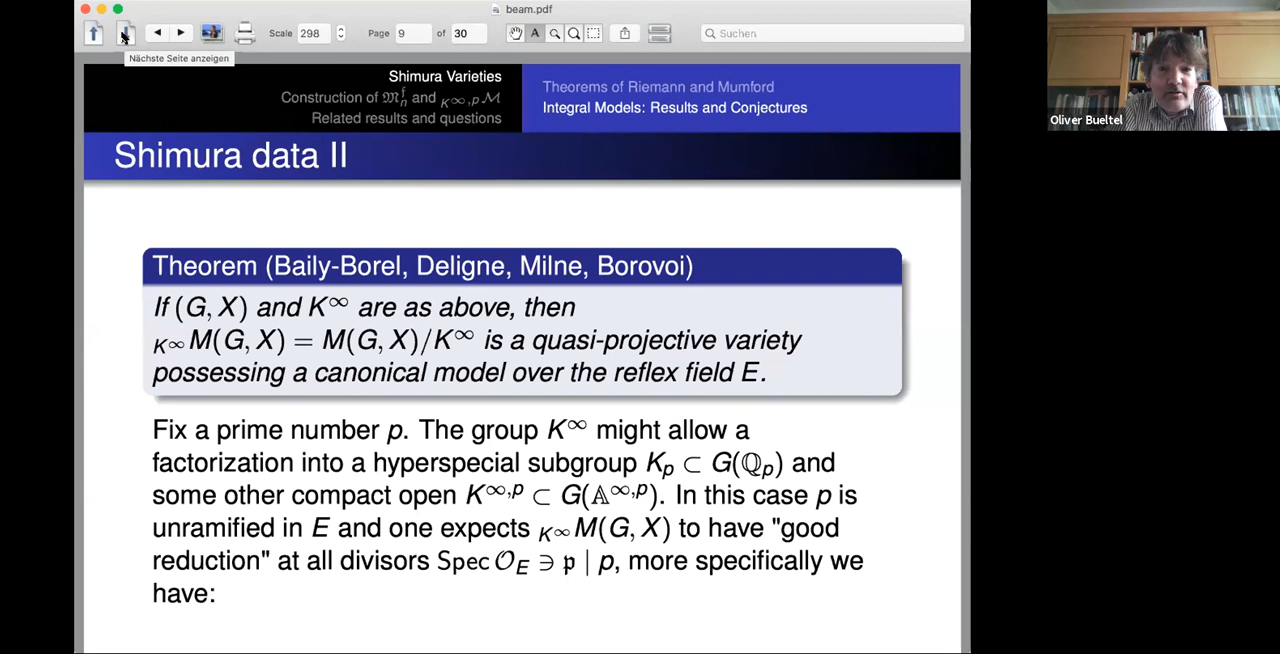 beam.pdf
Scale 298 Page 9 of 30 Suchen
Nächste Seite anzeigen
Shimura Varieties
Construction of 𝔐ᶠₙ and _{K^{∞,p}}ℳ
Related results and questions
Theorems of Riemann and Mumford
Integral Models: Results and Conjectures
Oliver Bueltel
Shimura data II
Theorem (Baily-Borel, Deligne, Milne, Borovoi)
If (G, X) and K^∞ are as above, then
_{K^∞}M(G, X) = M(G, X)/K^∞ is a quasi-projective variety
possessing a canonical model over the reflex field E.
Fix a prime number p. The group K^∞ might allow a
factorization into a hyperspecial subgroup K_p ⊂ G(ℚ_p) and
some other compact open K^{∞,p} ⊂ G(𝔸^{∞,p}). In this case p is
unramified in E and one expects _{K^∞}M(G, X) to have "good
reduction" at all divisors Spec 𝒪_E ∋ 𝔭 | p, more specifically we
have: